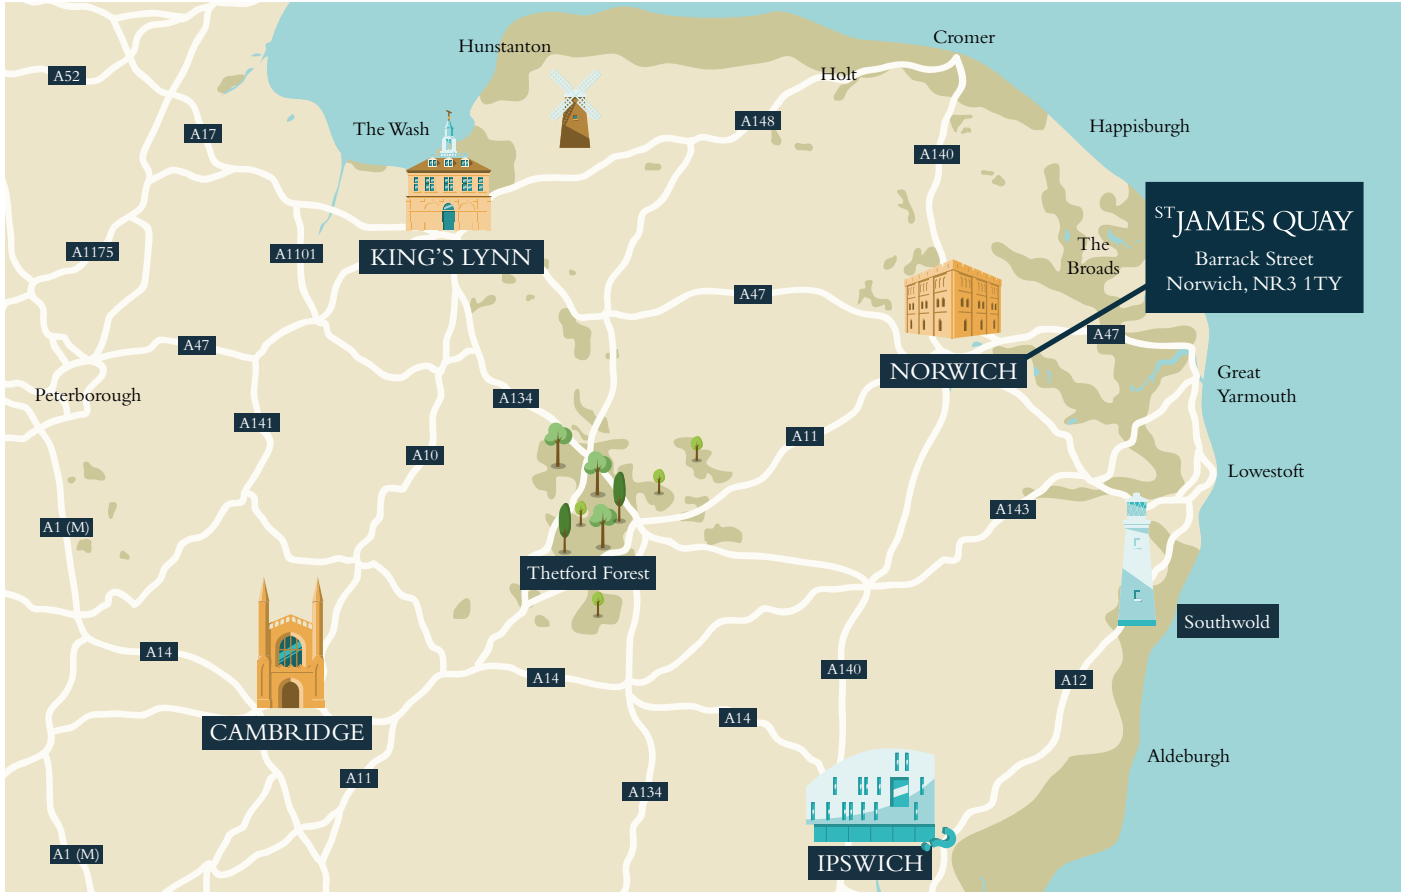 Cromer
Hunstanton
Holt
A52
A148
Happisburgh
The Wash
A17
A140
ST JAMES QUAY
Barrack Street
Norwich, NR3 1TY
The
Broads
A1175
A1101
KING'S LYNN
A47
A47
A47
NORWICH
Great
Yarmouth
Peterborough
A134
A141
A11
A10
Lowestoft
A143
A1 (M)
Thetford Forest
Southwold
A14
A14
A140
A12
A14
CAMBRIDGE
Aldeburgh
A11
A134
A1 (M)
IPSWICH